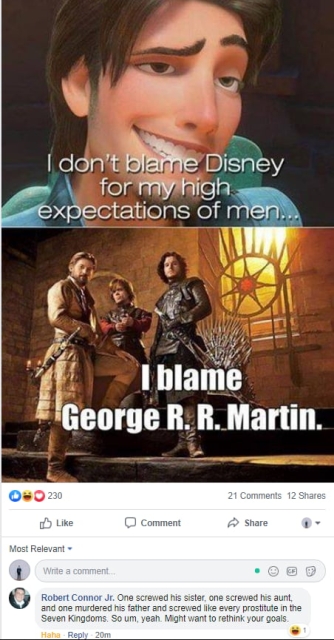 I don't blame Disney
for my high
expectations of men...
I blame
George R. R. Martin.
230
21 Comments 12 Shares
Like
Comment
Share
Most Relevant
Write a comment...
GIF
Robert Connor Jr. One screwed his sister, one screwed his aunt,
and one murdered his father and screwed like every prostitute in the
Seven Kingdoms. So um, yeah. Might want to rethink your goals.
1
Haha · Reply · 20m